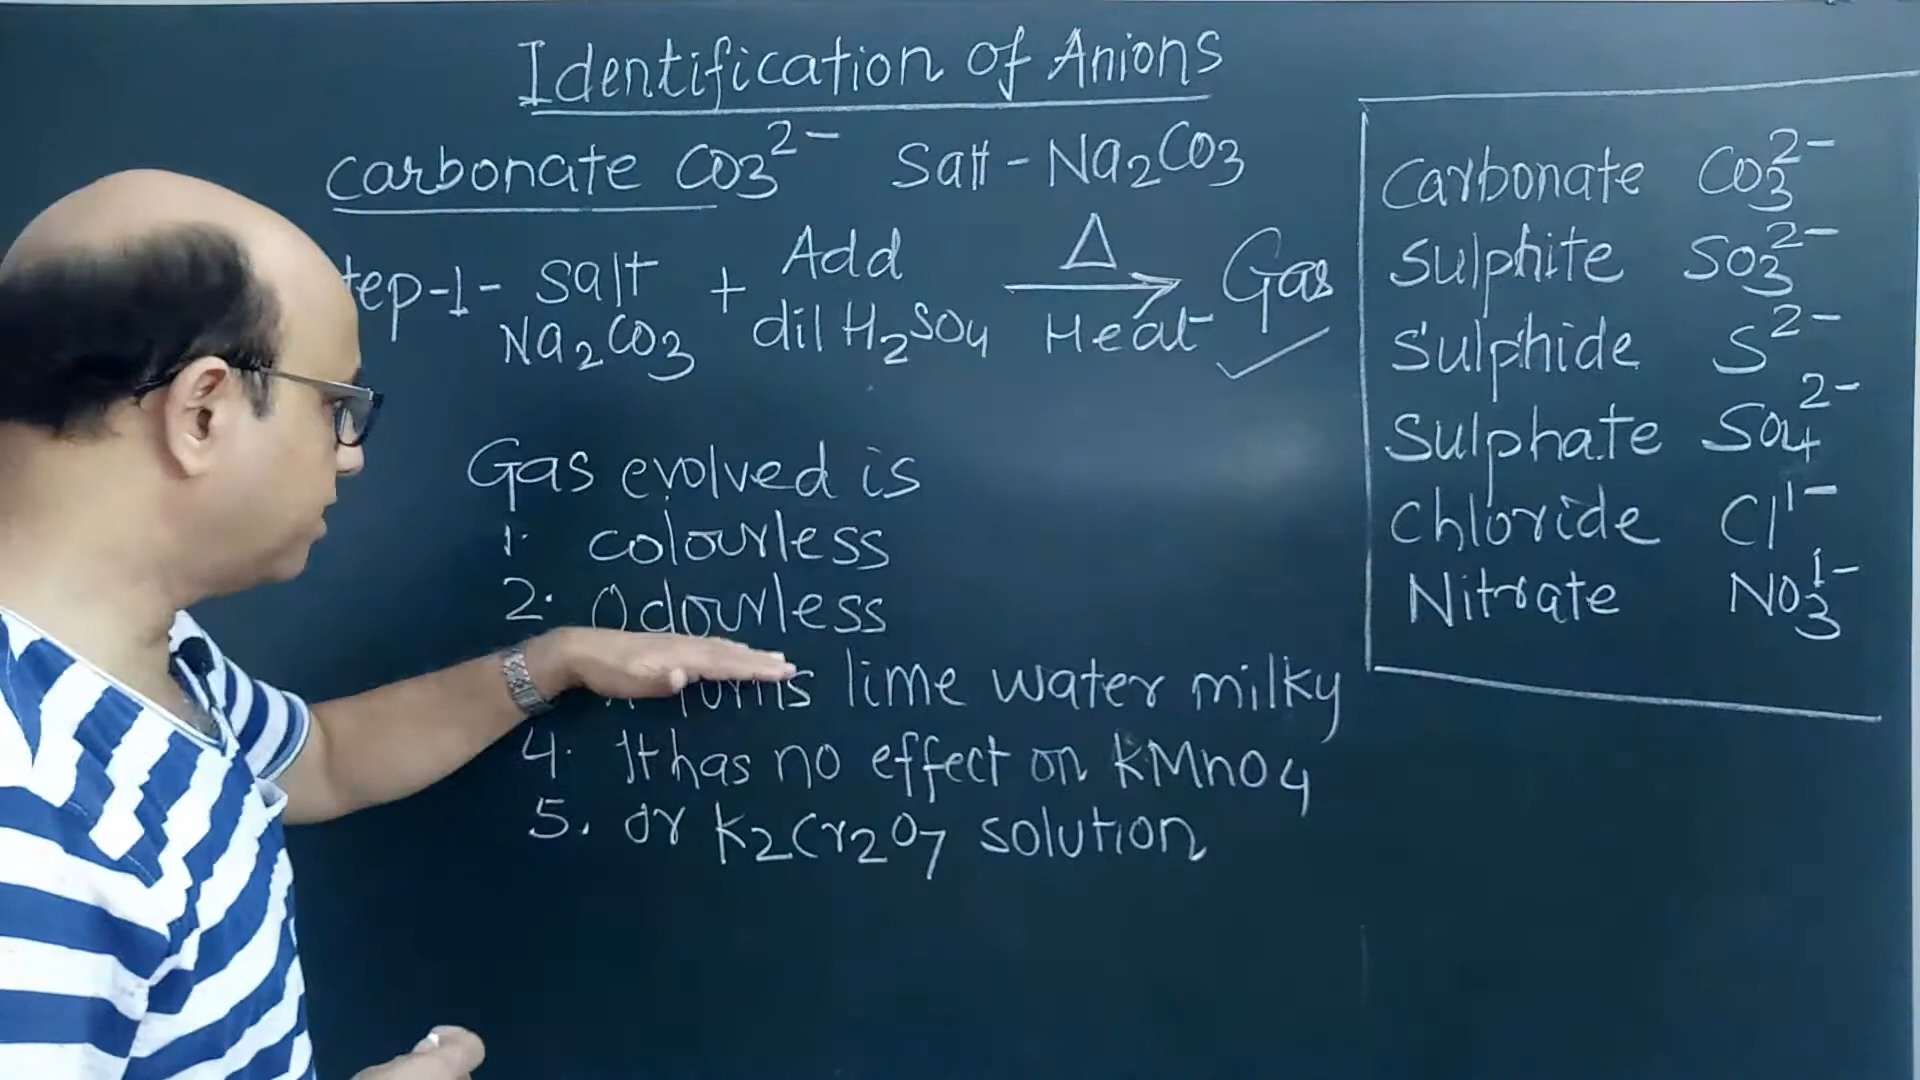 Identification of Anions
Carbonate CO3 2- Salt - Na2CO3
tep-1- Salt + Add Δ Gas
Na2CO3 dil H2SO4 Heat
Gas evolved is
1. colourless
2. Odourless
turns lime water milky
4. It has no effect on KMnO4
5. or K2Cr2O7 solution
Carbonate CO3 2-
Sulphite SO3 2-
Sulphide S 2-
Sulphate SO4 2-
Chloride Cl 1-
Nitrate NO3 1-